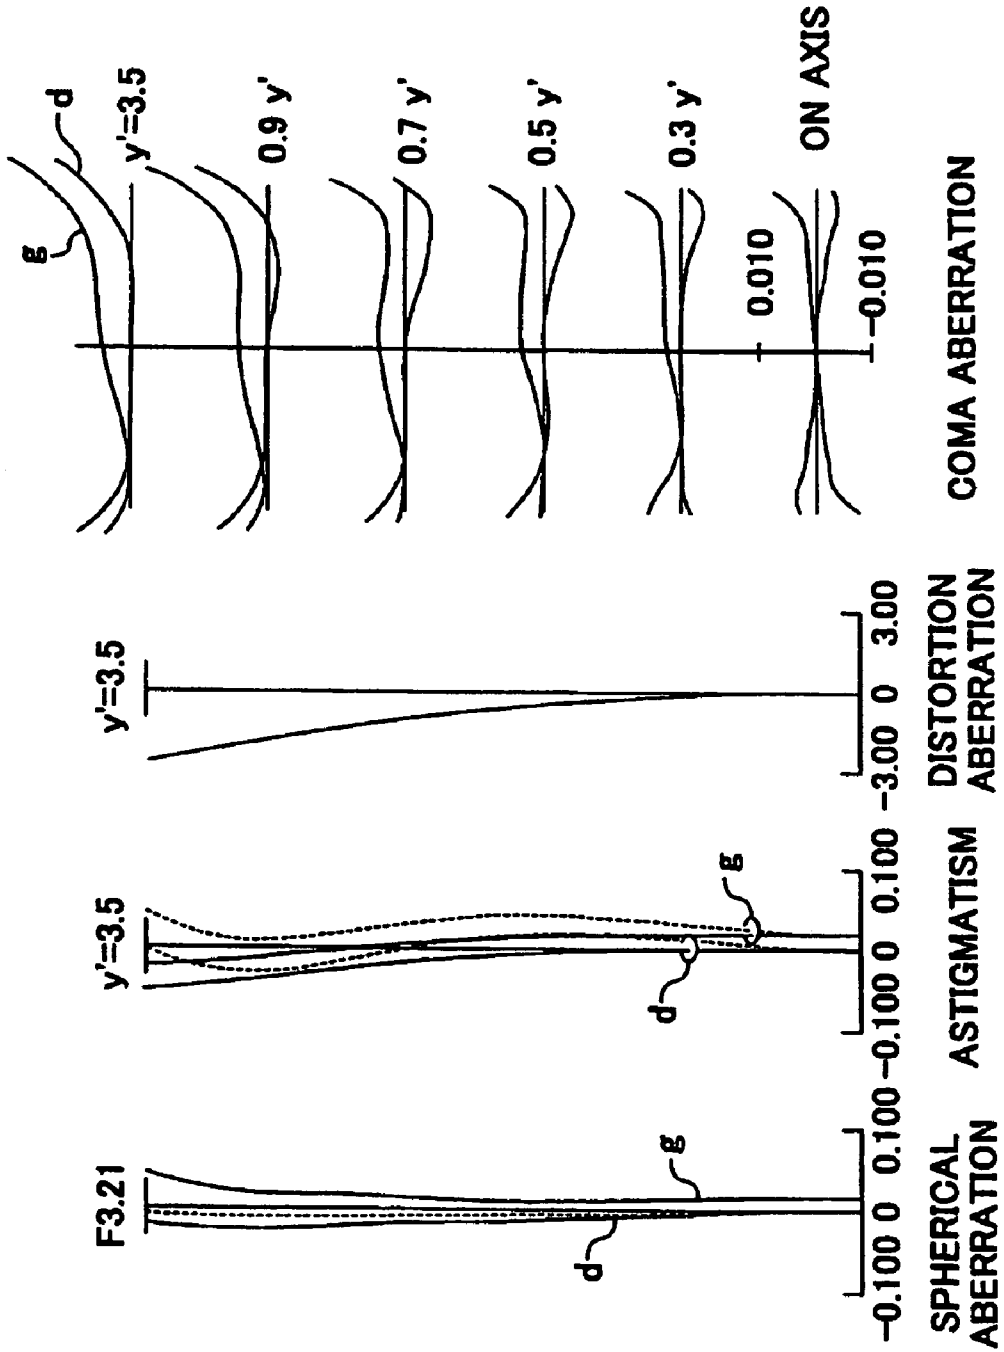 F3.21
g
d
-0.100 0 0.100
SPHERICAL
ABERRATION
y'=3.5
g
d
-0.100 0 0.100
ASTIGMATISM
y'=3.5
-3.00 0 3.00
DISTORTION
ABERRATION
g
d
y'=3.5
0.9 y'
0.7 y'
0.5 y'
0.3 y'
0.010
ON AXIS
-0.010
COMA ABERRATION